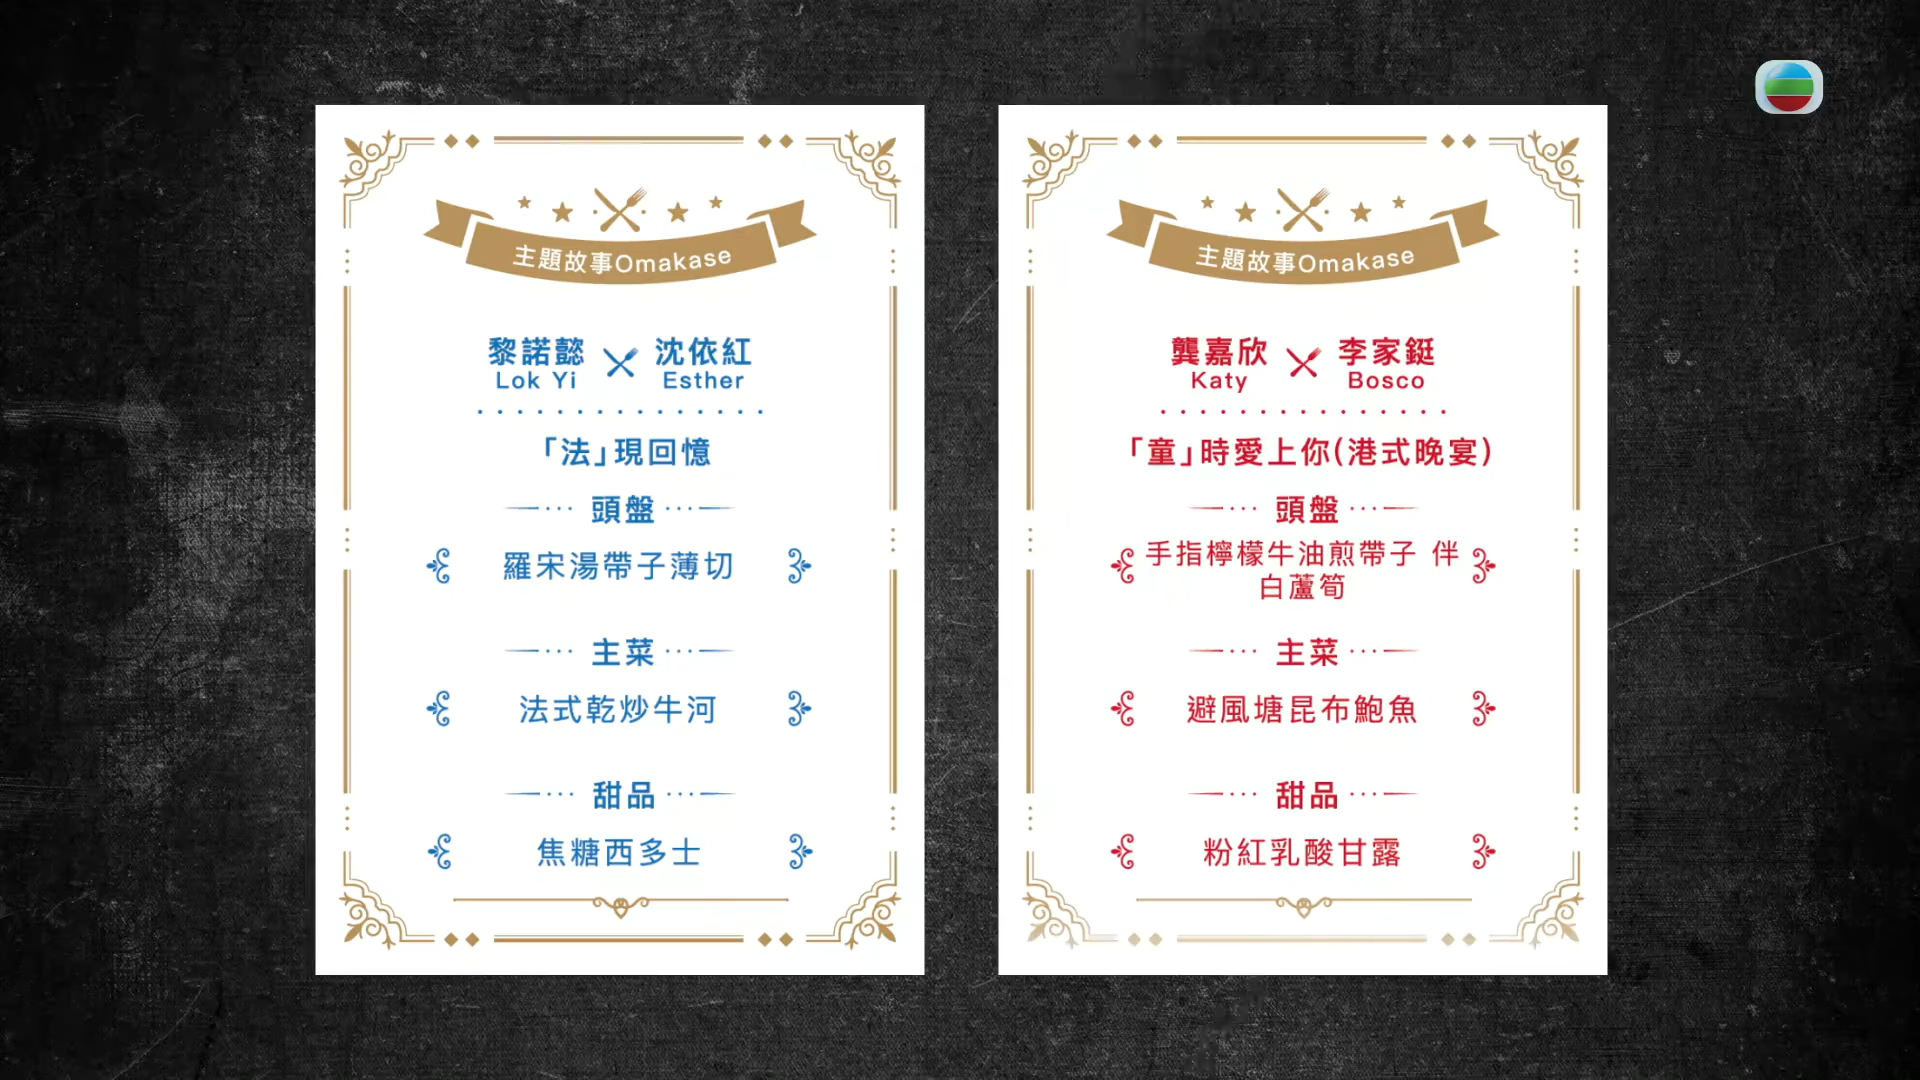 主題故事Omakase
黎諾懿 沈依紅
Lok Yi Esther
「法」現回憶
頭盤
羅宋湯帶子薄切
主菜
法式乾炒牛河
甜品
焦糖西多士
主題故事Omakase
龔嘉欣 李家鋌
Katy Bosco
「童」時愛上你(港式晚宴)
頭盤
手指檸檬牛油煎帶子 伴
白蘆筍
主菜
避風塘昆布鮑魚
甜品
粉紅乳酸甘露